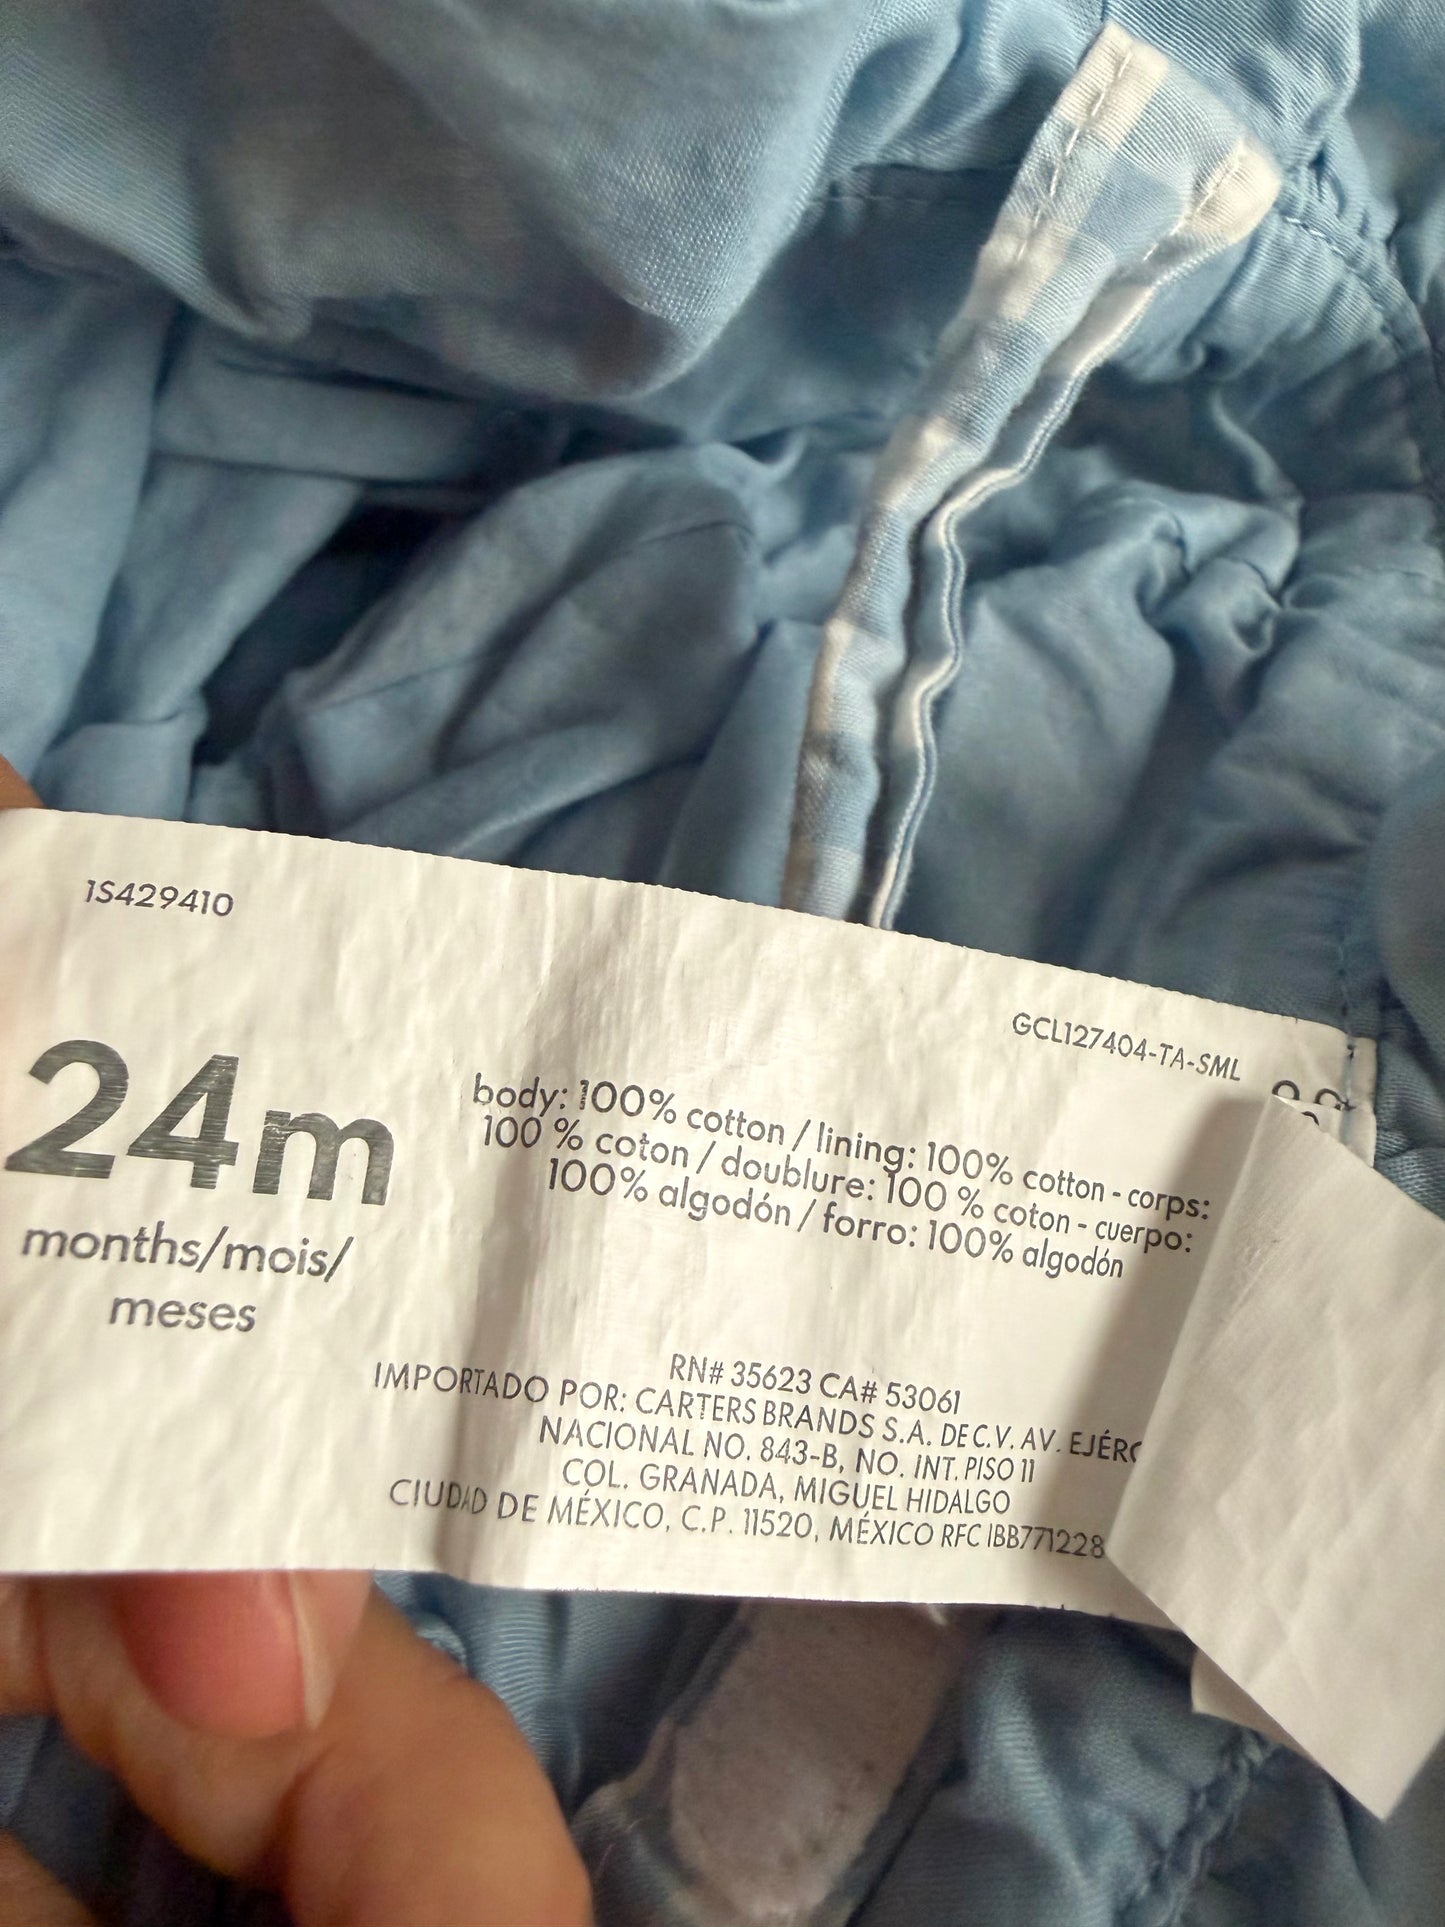 1S429410
GCL127404-TA-SML
24m
months/mois/
meses
body: 100% cotton / lining: 100% cotton - corps:
100 % coton / doublure: 100 % coton - cuerpo:
100% algodón / forro: 100% algodón
RN# 35623 CA# 53061
IMPORTADO POR: CARTERS BRANDS S.A. DE C.V. AV.
NACIONAL NO. 843-B, NO. INT. PISO 11
COL. GRANADA, MIGUEL HIDALGO
CIUDAD DE MÉXICO, C.P. 11520, MÉXICO RFC IBB771228